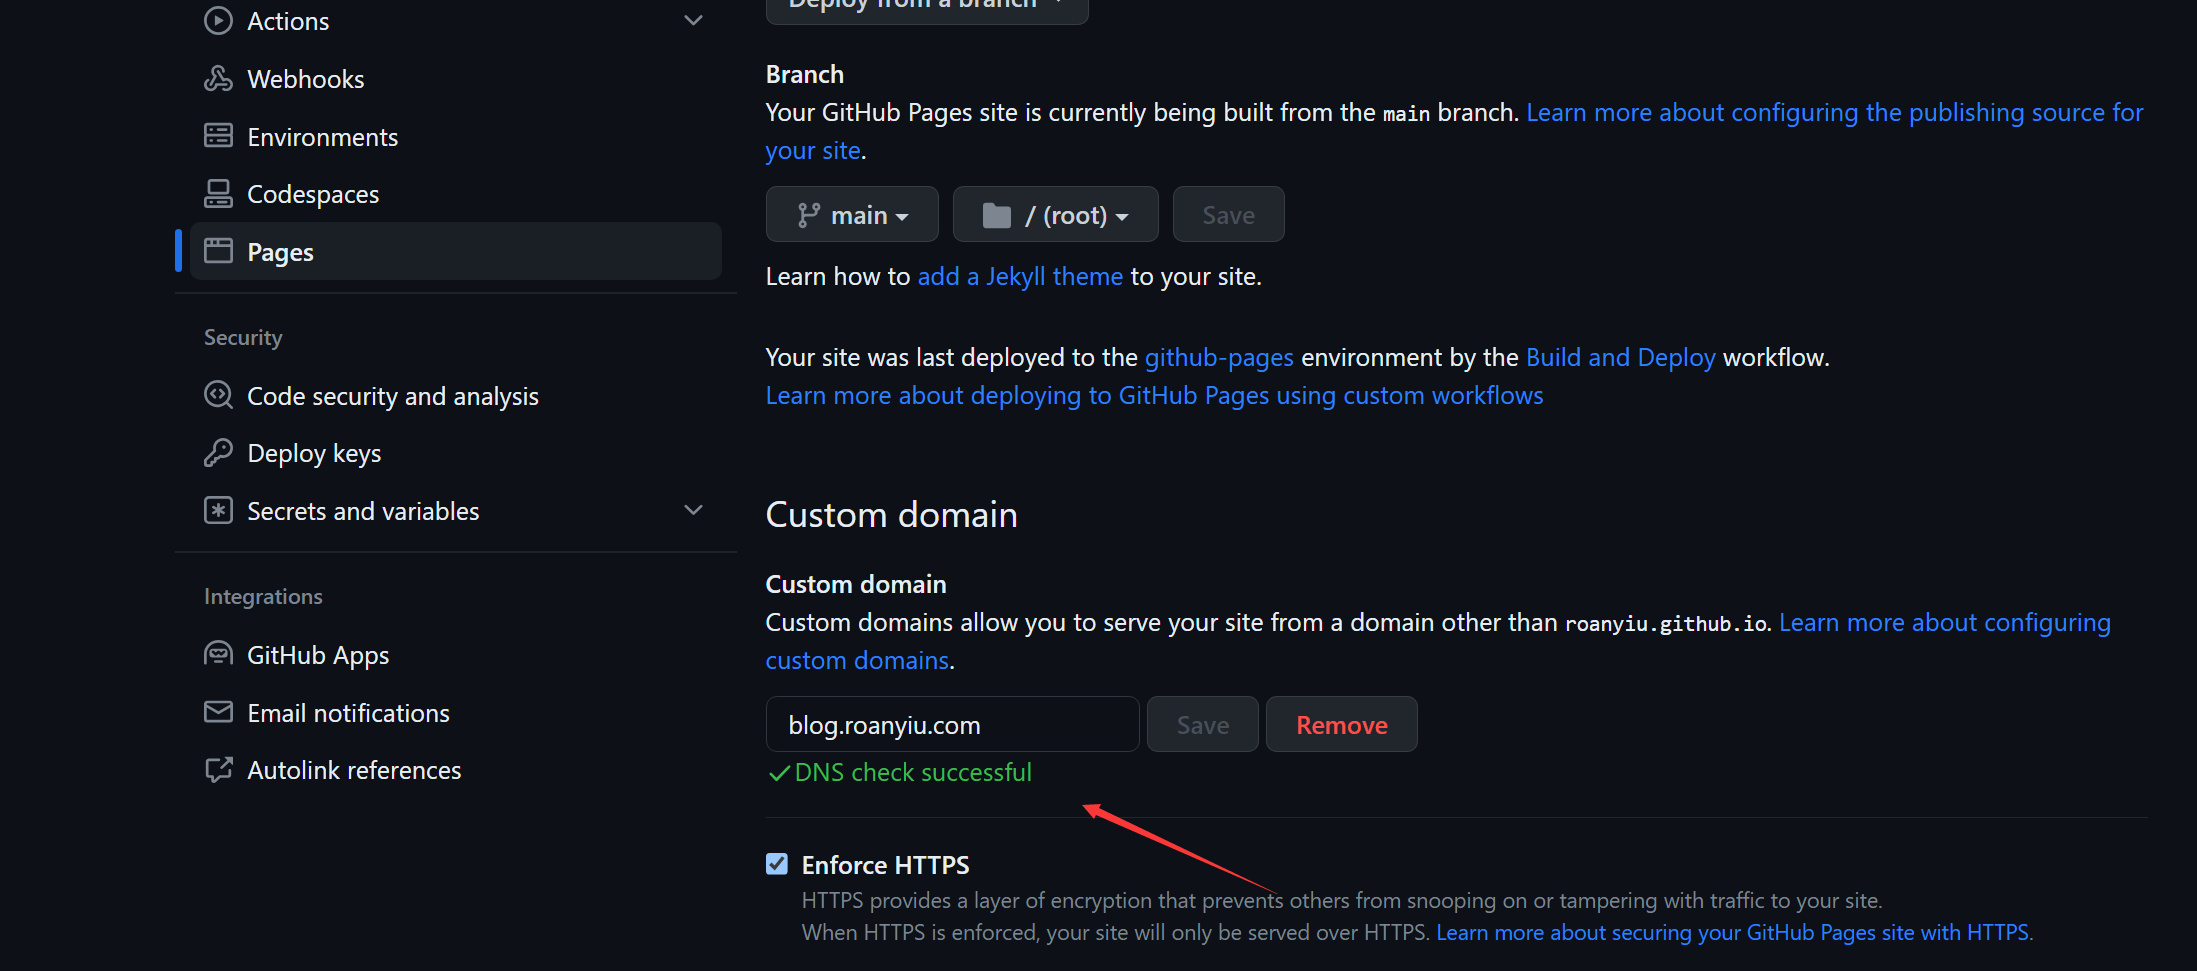 Actions
Webhooks
Environments
Codespaces
Pages
Security
Code security and analysis
Deploy keys
Secrets and variables
Integrations
GitHub Apps
Email notifications
Autolink references
Deploy from a branch
Branch
Your GitHub Pages site is currently being built from the main branch. Learn more about configuring the publishing source for
your site.
main / (root) Save
Learn how to add a Jekyll theme to your site.
Your site was last deployed to the github-pages environment by the Build and Deploy workflow.
Learn more about deploying to GitHub Pages using custom workflows
Custom domain
Custom domain
Custom domains allow you to serve your site from a domain other than roanyiu.github.io. Learn more about configuring
custom domains.
blog.roanyiu.com Save Remove
DNS check successful
Enforce HTTPS
HTTPS provides a layer of encryption that prevents others from snooping on or tampering with traffic to your site.
When HTTPS is enforced, your site will only be served over HTTPS. Learn more about securing your GitHub Pages site with HTTPS.